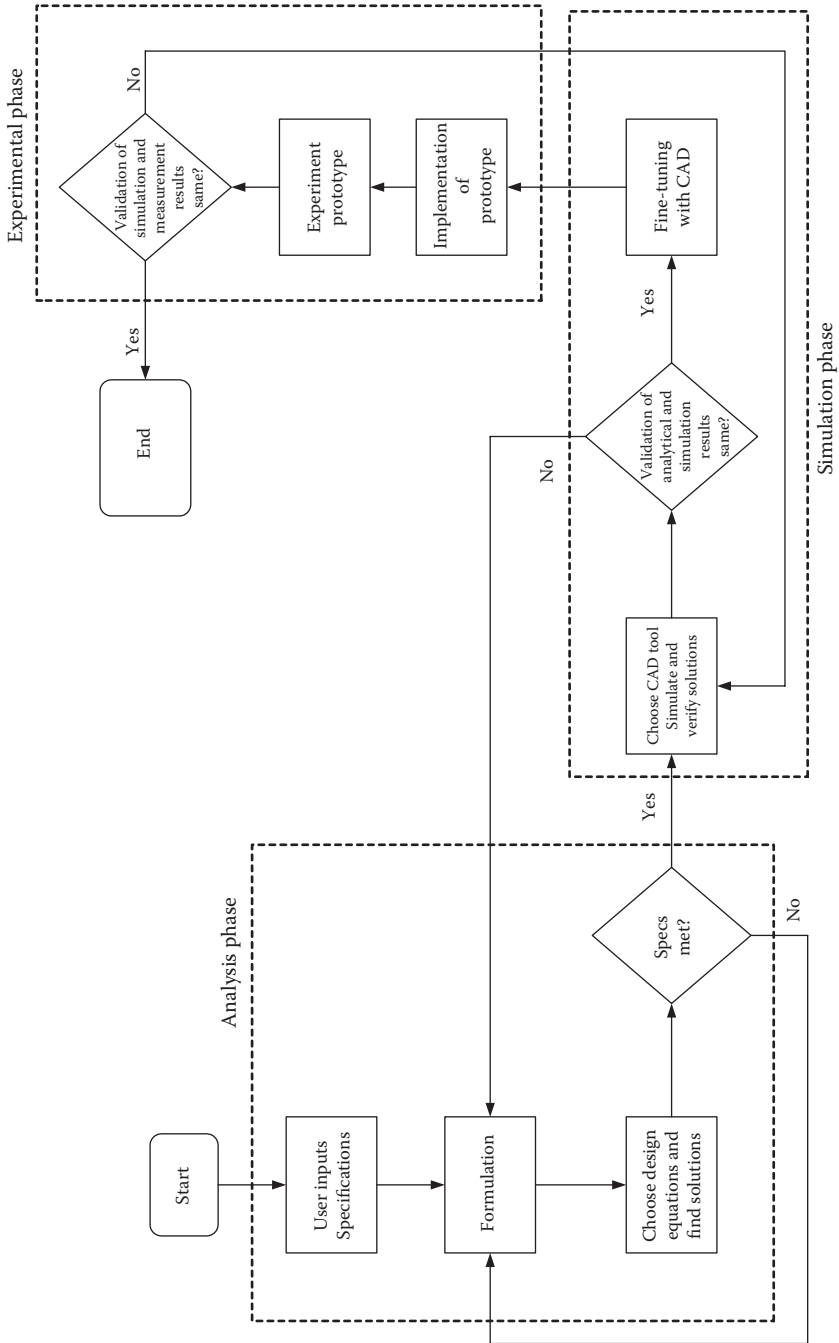 Start
Analysis phase
User inputs
Specifications
Formulation
Choose design
equations and
find solutions
Specs
met?
No
Yes
Choose CAD tool
Simulate and
verify solutions
Validation of
analytical and
simulation
results
same?
No
Yes
Fine-tuning
with CAD
Simulation phase
Implementation
of
prototype
Experiment
prototype
Validation of
simulation and
measurement
results
same?
No
Yes
Experimental phase
End